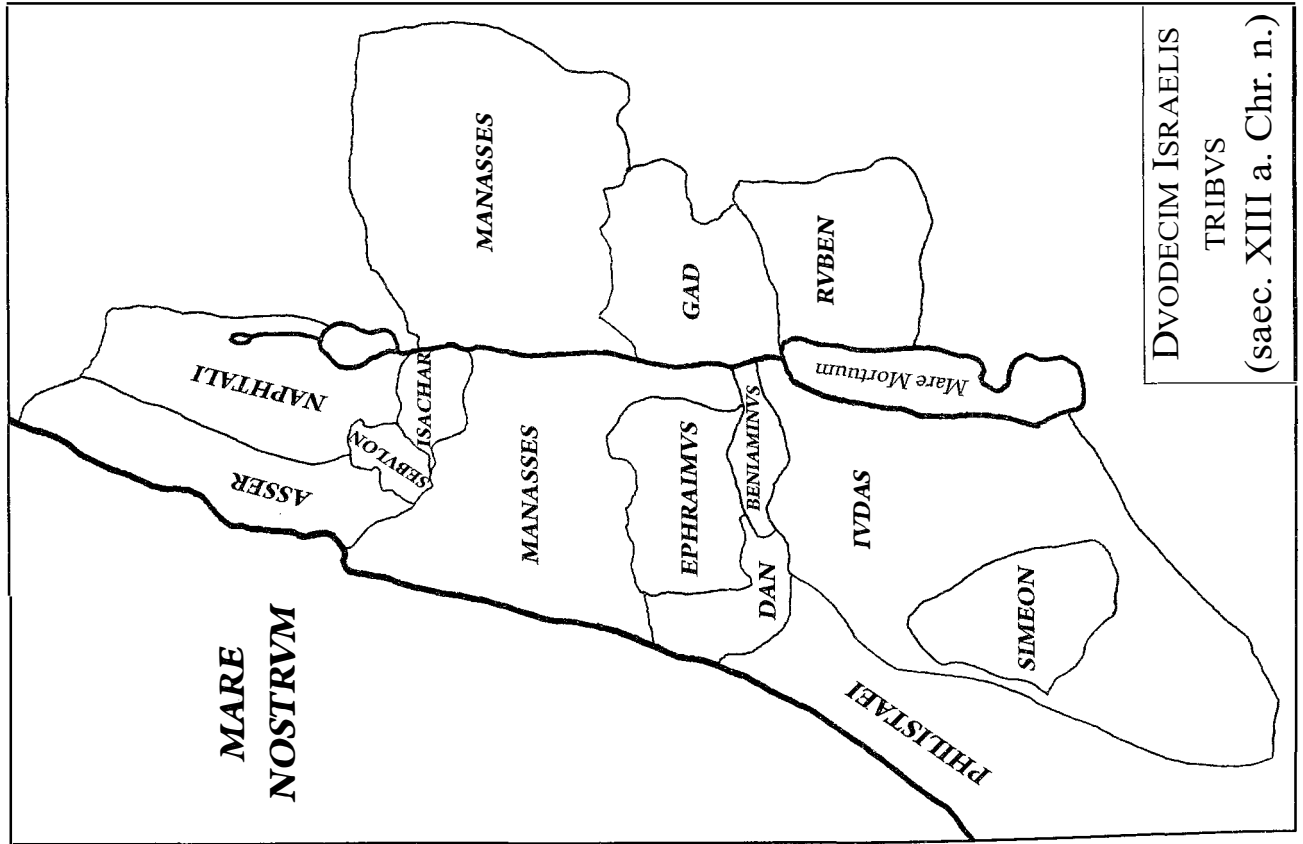 DVODECIM ISRAELIS
TRIBVS
(saec. XIII a. Chr. n.)
MANASSES
GAD
RVBEN
NAPHTALI
ISACHAR
SEBVLON
ASSER
MANASSES
EPHRAIMVS
BENIAMINVS
DAN
Mare Mortuum
IVDAS
SIMEON
PHILISTAEI
MARE
NOSTRVM